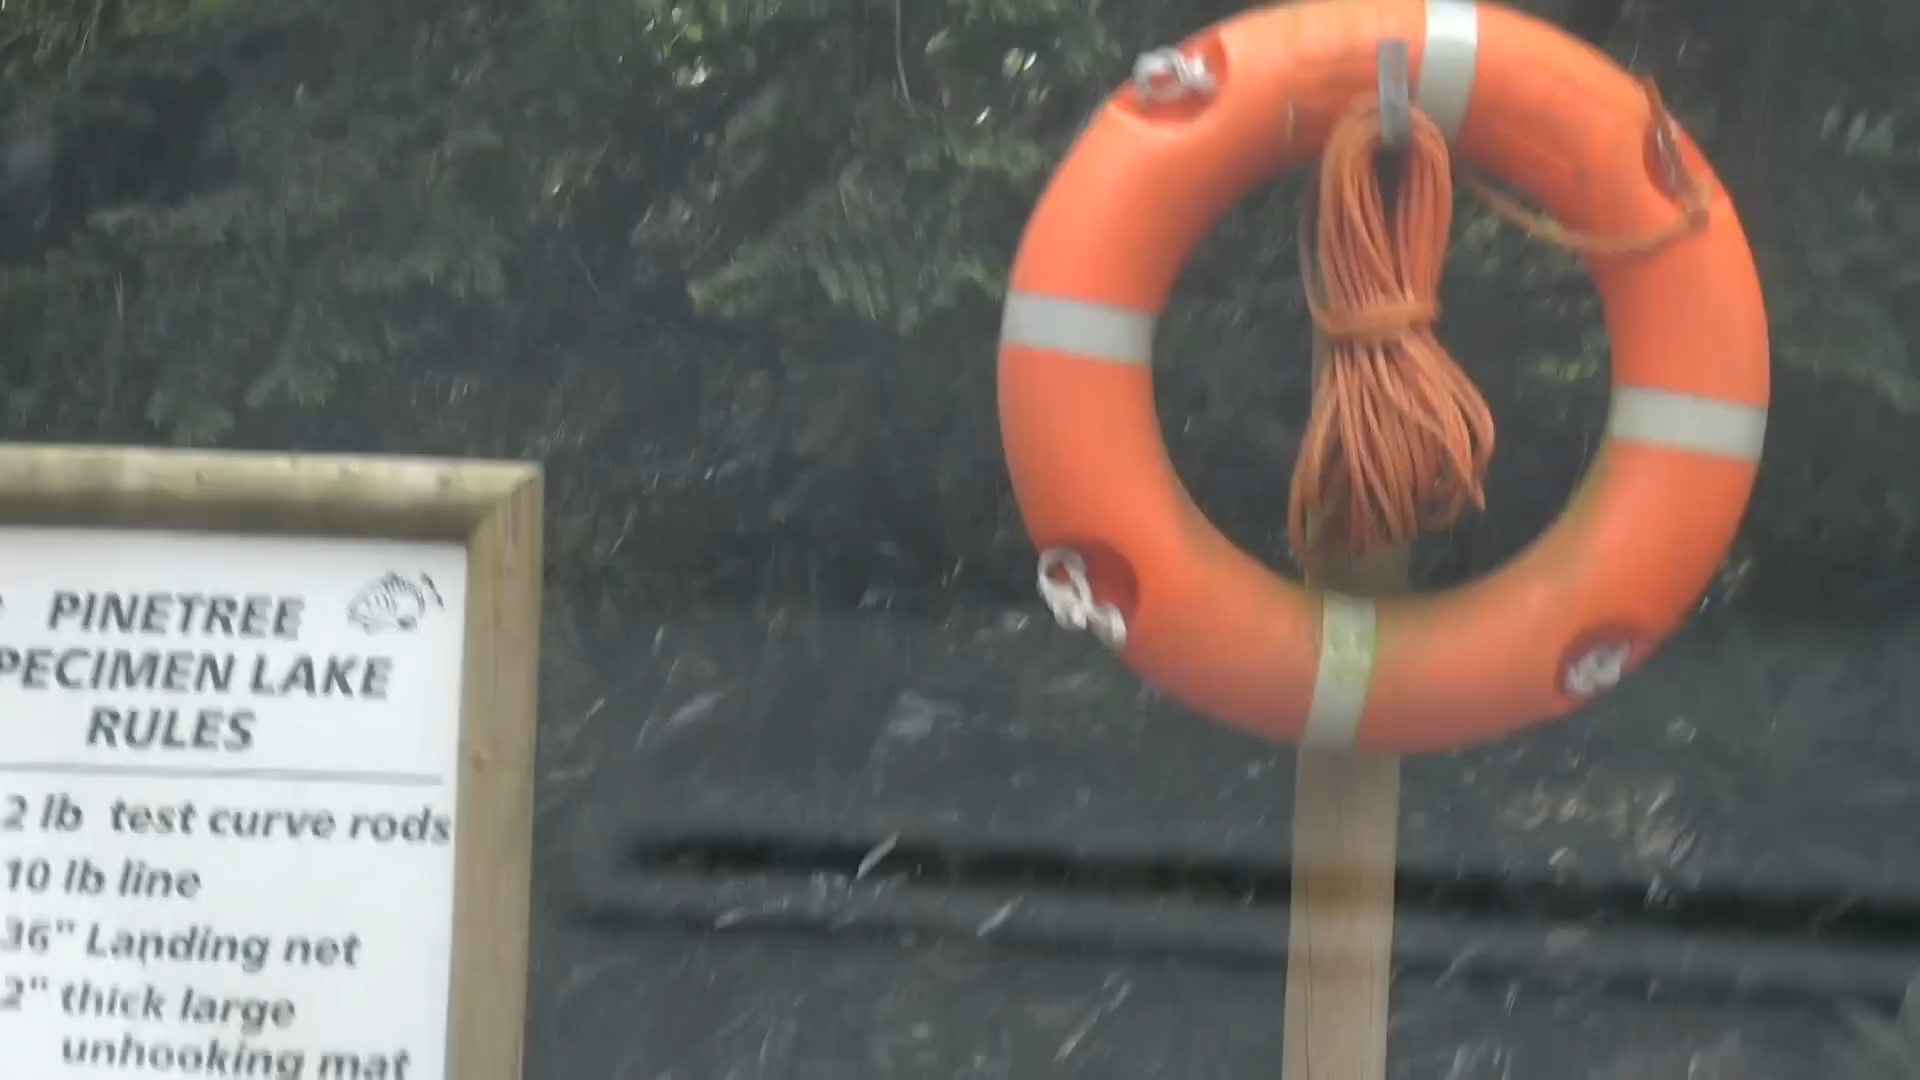 PINETREE
PECIMEN LAKE
RULES
2 lb test curve rods
10 lb line
36" Landing net
2" thick large
unhooking mat